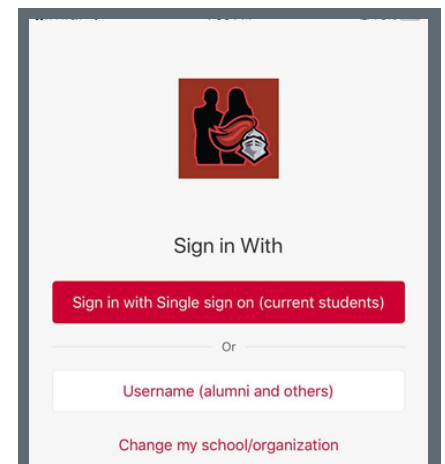 Sign in With
Sign in with Single sign on (current students)
Or
Username (alumni and others)
Change my school/organization